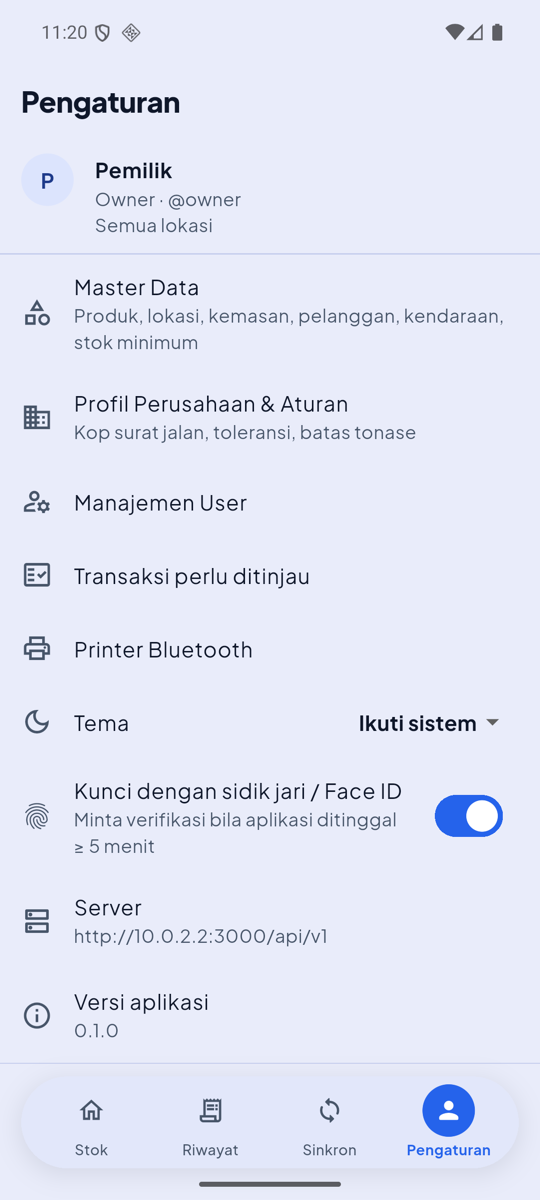 11:20
Pengaturan
P
Pemilik
Owner · @owner
Semua lokasi
Master Data
Produk, lokasi, kemasan, pelanggan, kendaraan,
stok minimum
Profil Perusahaan & Aturan
Kop surat jalan, toleransi, batas tonase
Manajemen User
Transaksi perlu ditinjau
Printer Bluetooth
Tema
Ikuti sistem
Kunci dengan sidik jari / Face ID
Minta verifikasi bila aplikasi ditinggal
≥ 5 menit
Server
http://10.0.2.2:3000/api/v1
Versi aplikasi
0.1.0
Stok
Riwayat
Sinkron
Pengaturan